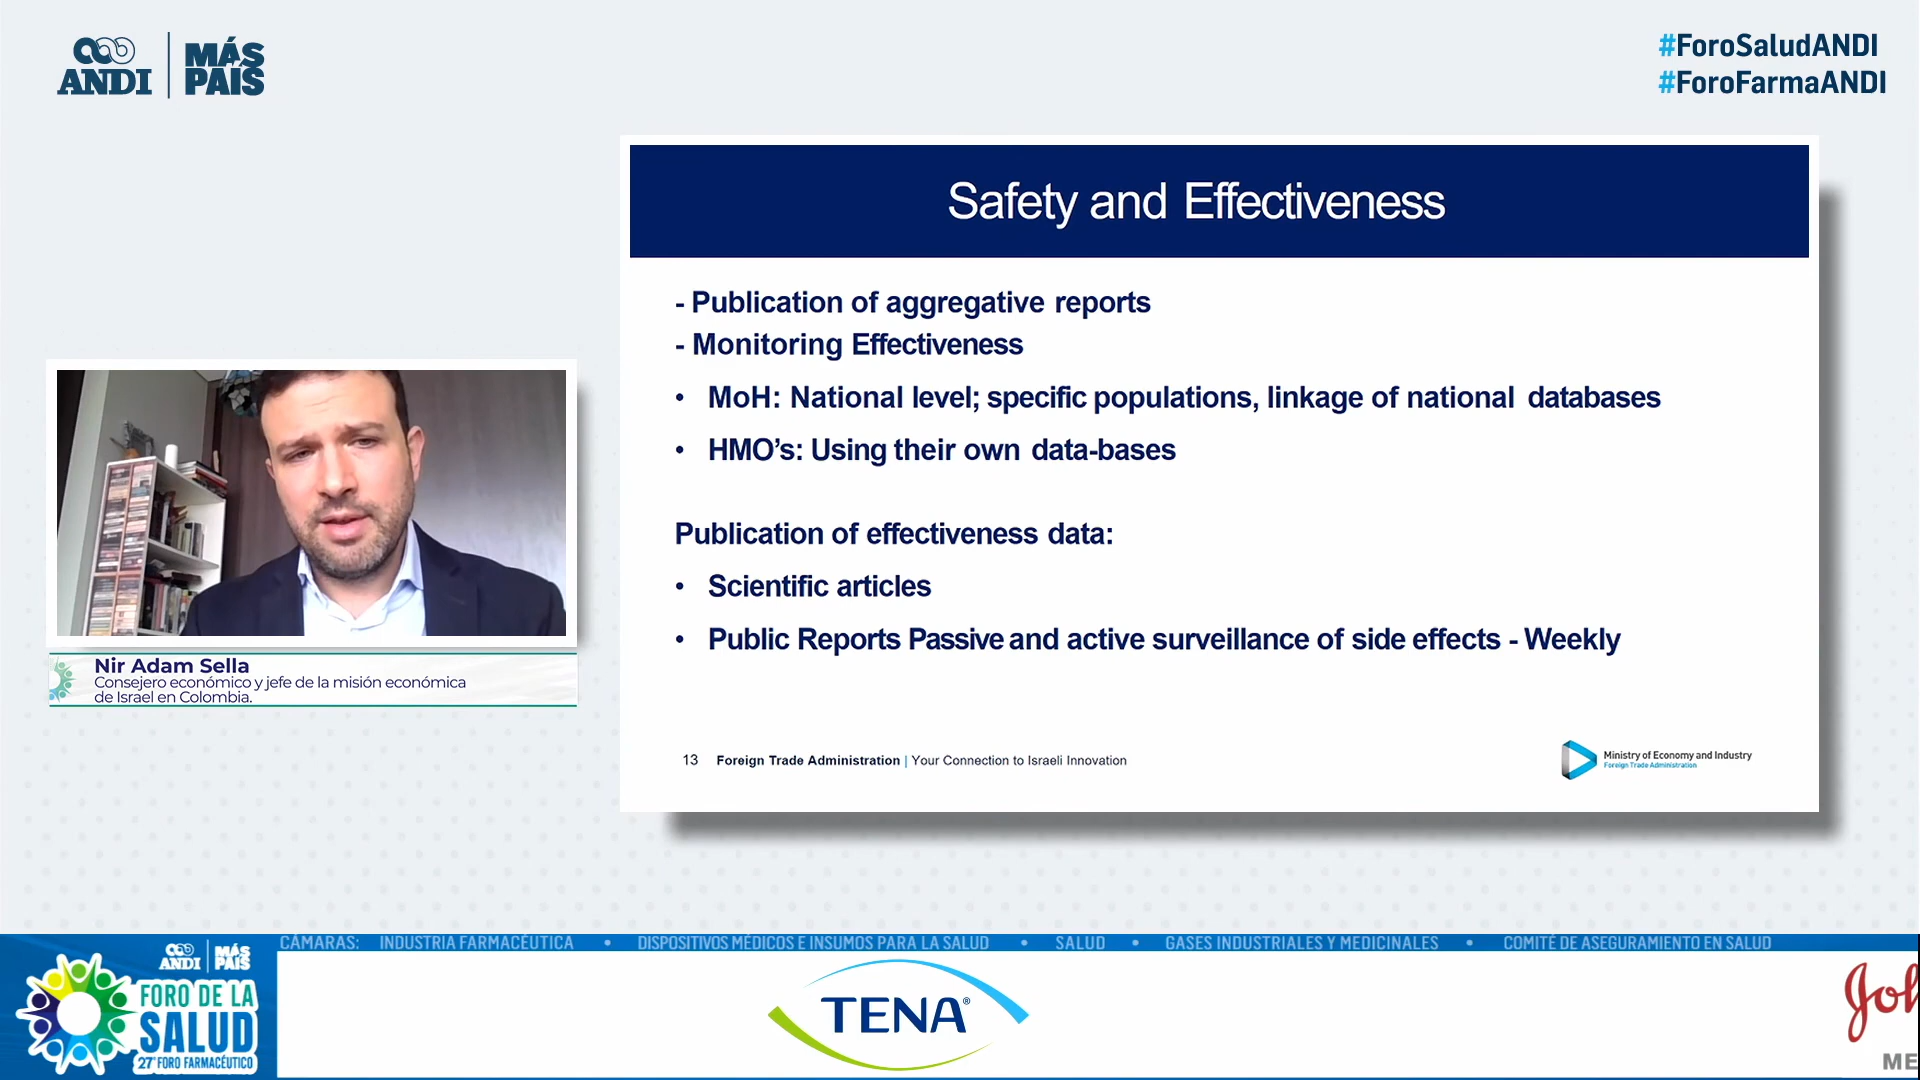 ANDI
MÁS
PAÍS
#ForoSaludANDI
#ForoFarmaANDI
Safety and Effectiveness
- Publication of aggregative reports
- Monitoring Effectiveness
• MoH: National level; specific populations, linkage of national databases
• HMO’s: Using their own data-bases
Publication of effectiveness data:
• Scientific articles
• Public Reports Passive and active surveillance of side effects - Weekly
13 Foreign Trade Administration | Your Connection to Israeli Innovation
Ministry of Economy and Industry
Foreign Trade Administration
Nir Adam Sella
Consejero económico y jefe de la misión económica
de Israel en Colombia.
CÁMARAS: INDUSTRIA FARMACÉUTICA • DISPOSITIVOS MÉDICOS E INSUMOS PARA LA SALUD • SALUD • GASES INDUSTRIALES Y MEDICINALES • COMITÉ DE ASEGURAMIENTO EN SALUD
ANDI
MÁS
PAÍS
FORO DE LA
SALUD
27° FORO FARMACÉUTICO
TENA®
Joh
ME